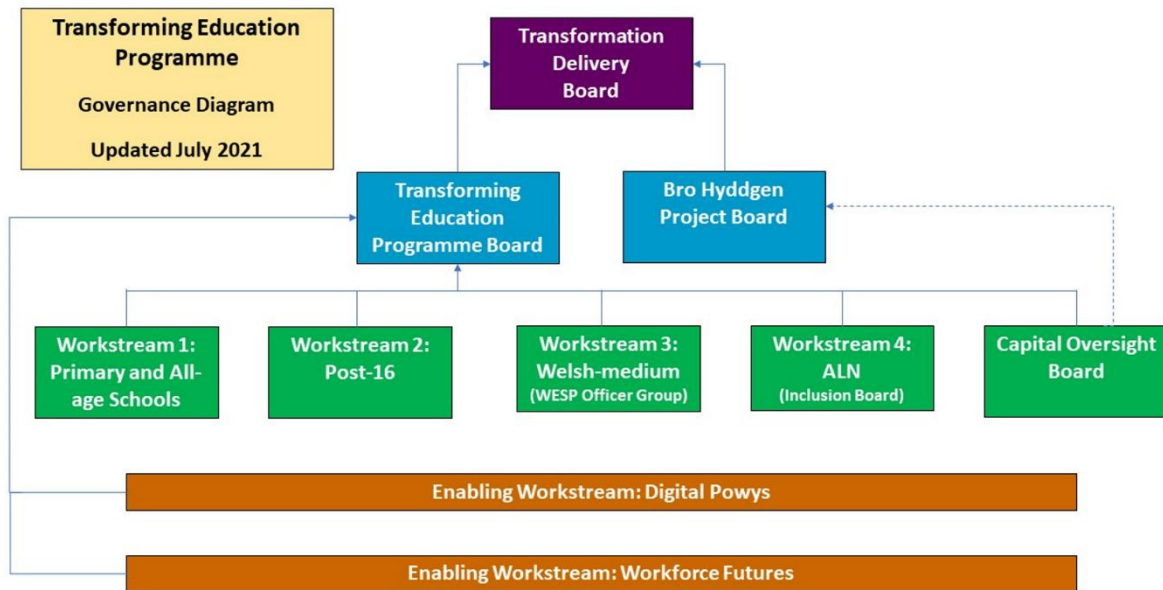 Transforming Education
Programme
Governance Diagram
Updated July 2021
Transformation
Delivery
Board
Transforming
Education
Programme Board
Bro Hyddgen
Project Board
Workstream 1:
Primary and All-
age Schools
Workstream 2:
Post-16
Workstream 3:
Welsh-medium
(WESP Officer Group)
Workstream 4:
ALN
(Inclusion Board)
Capital Oversight
Board
Enabling Workstream: Digital Powys
Enabling Workstream: Workforce Futures